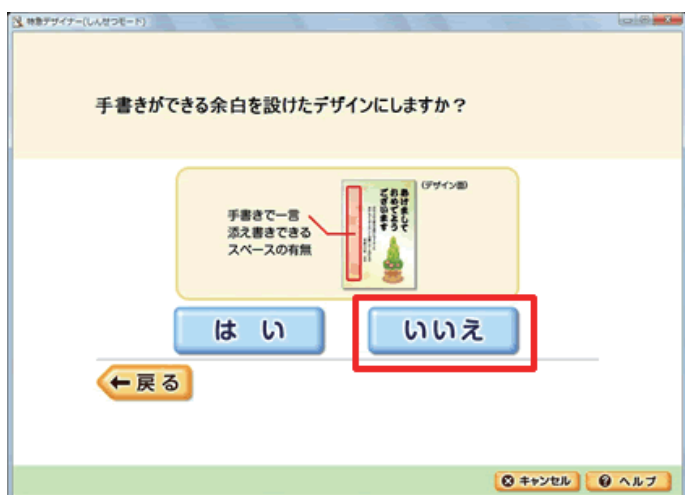 特急デザイナー(しんせつモード)
手書きができる余白を設けたデザインにしますか？
(デザイン面)
手書きで一言
添え書きできる
スペースの有無
あけまして
おめでとう
ございます
はい
いいえ
戻る
キャンセル
ヘルプ